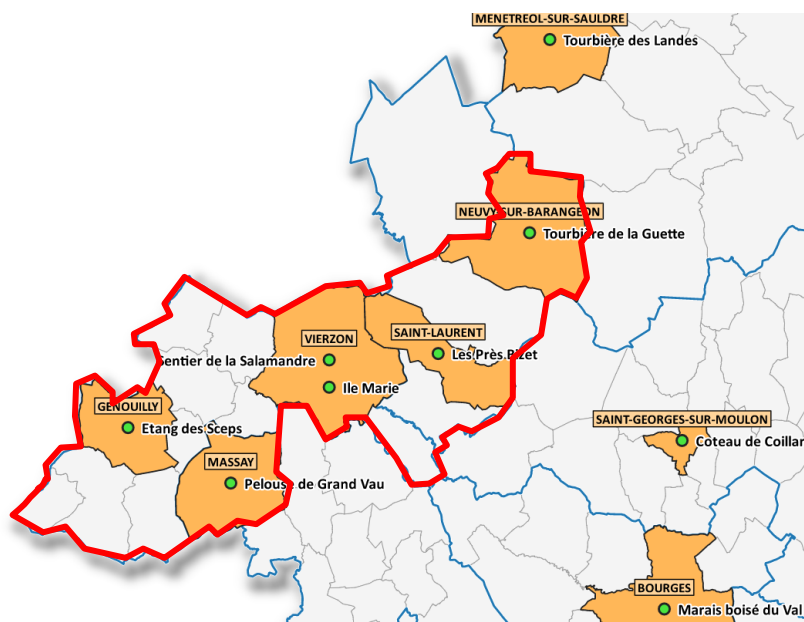 MENETREOL-SUR-SAULDRE
Tourbière des Landes
NEUVY-SUR-BARANGEON
Tourbière de la Guette
VIERZON
SAINT-LAURENT
Sentier de la Salamandre
Les Près Bizet
Ile Marie
GENOUILLY
Etang des Sceps
SAINT-GEORGES-SUR-MOULON
Coteau de Coillar
MASSAY
Pelouse de Grand Vau
BOURGES
Marais boisé du Val